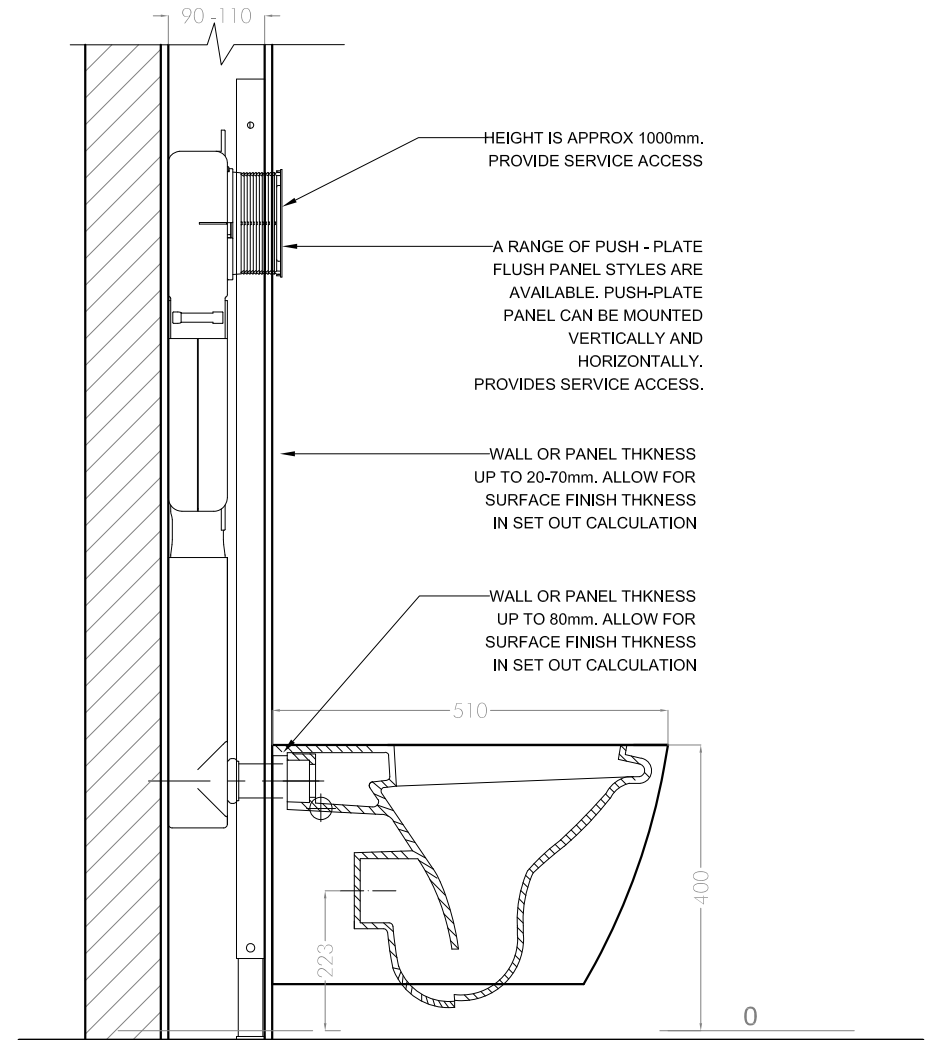 90 -110
HEIGHT IS APPROX 1000mm.
PROVIDE SERVICE ACCESS
A RANGE OF PUSH - PLATE
FLUSH PANEL STYLES ARE
AVAILABLE. PUSH-PLATE
PANEL CAN BE MOUNTED
VERTICALLY AND
HORIZONTALLY.
PROVIDES SERVICE ACCESS.
WALL OR PANEL THKNESS
UP TO 20-70mm. ALLOW FOR
SURFACE FINISH THKNESS
IN SET OUT CALCULATION
WALL OR PANEL THKNESS
UP TO 80mm. ALLOW FOR
SURFACE FINISH THKNESS
IN SET OUT CALCULATION
510
400
223
0